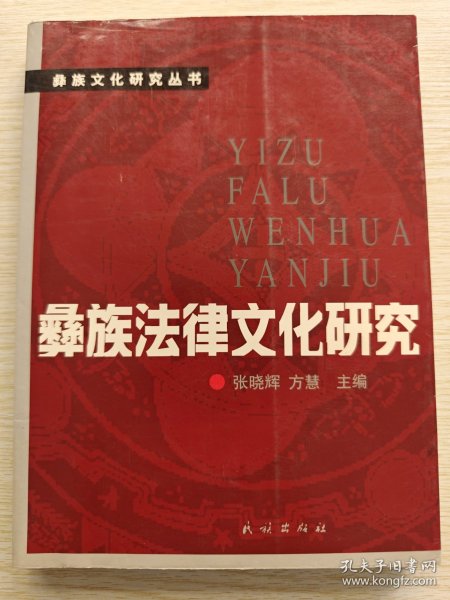 彝族文化研究丛书
YIZU
FALU
WENHUA
YANJIU
彝族法律文化研究
张晓辉 方慧 主编
民族出版社
孔夫子旧书网
www.kongfz.com